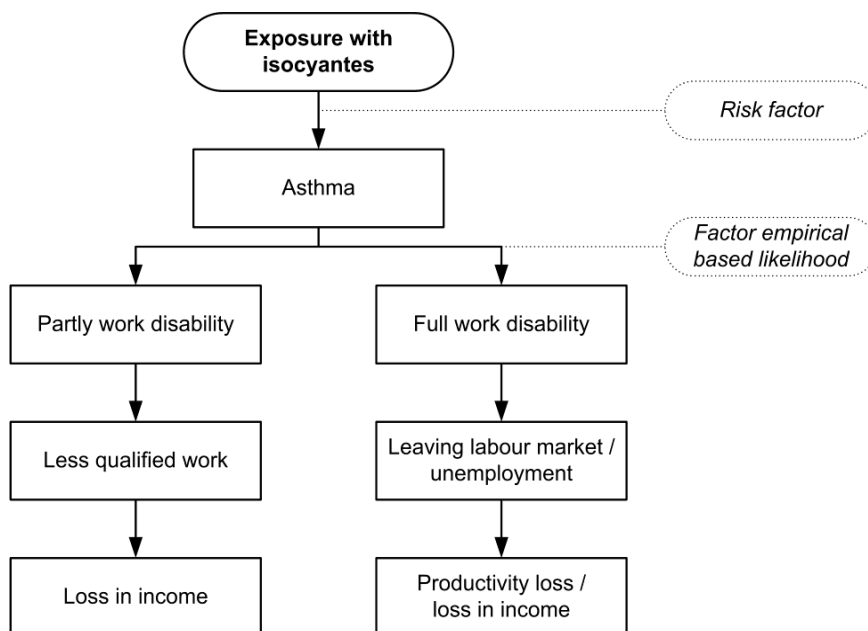 Exposure with
isocyantes
Risk factor
Asthma
Factor empirical
based likelihood
Partly work disability
Full work disability
Less qualified work
Leaving labour market /
unemployment
Loss in income
Productivity loss /
loss in income